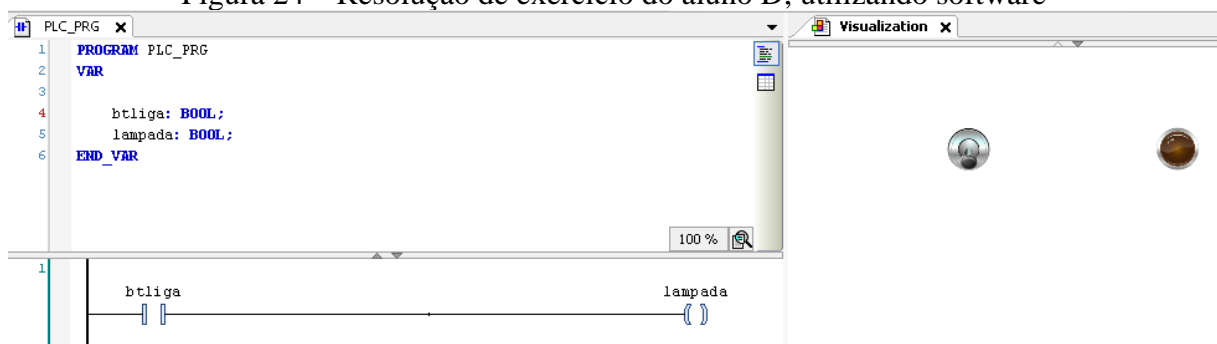 Figura 24 – Resolução de exercício do aluno D, utilizando software
PLC_PRG X
1 PROGRAM PLC_PRG
2 VAR
3
4 btliga: BOOL;
5 lampada: BOOL;
6 END_VAR
100 %
1
btliga lampada
Visualization X